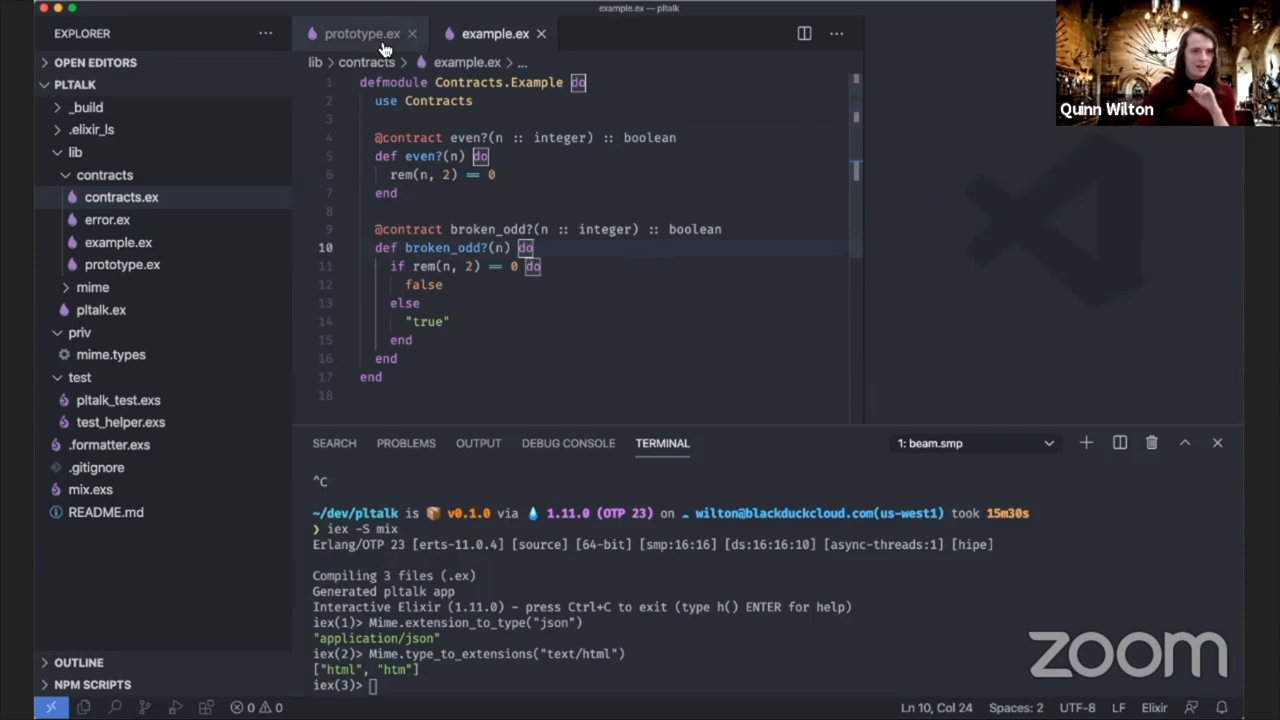 example.ex — pltalk
EXPLORER
OPEN EDITORS
PLTALK
_build
.elixir_ls
lib
contracts
contracts.ex
error.ex
example.ex
prototype.ex
mime
pltalk.ex
priv
mime.types
test
pltalk_test.exs
test_helper.exs
.formatter.exs
.gitignore
mix.exs
README.md
OUTLINE
NPM SCRIPTS
prototype.ex
example.ex
lib > contracts > example.ex > ...
1 defmodule Contracts.Example do
2 use Contracts
3
4 @contract even?(n :: integer) :: boolean
5 def even?(n) do
6 rem(n, 2) == 0
7 end
8
9 @contract broken_odd?(n :: integer) :: boolean
10 def broken_odd?(n) do
11 if rem(n, 2) == 0 do
12 false
13 else
14 "true"
15 end
16 end
17 end
18
Quinn Wilton
SEARCH PROBLEMS OUTPUT DEBUG CONSOLE TERMINAL 1: beam.smp
^C
~/dev/pltalk is v0.1.0 via 1.11.0 (OTP 23) on wilton@blackduckcloud.com(us-west1) took 15m30s
❯ iex -S mix
Erlang/OTP 23 [erts-11.0.4] [source] [64-bit] [smp:16:16] [ds:16:16:10] [async-threads:1] [hipe]
Compiling 3 files (.ex)
Generated pltalk app
Interactive Elixir (1.11.0) - press Ctrl+C to exit (type h() ENTER for help)
iex(1)> Mime.extension_to_type("json")
"application/json"
iex(2)> Mime.type_to_extensions("text/html")
["html", "htm"]
iex(3)>
zoom
0 0
Ln 10, Col 24 Spaces: 2 UTF-8 LF Elixir